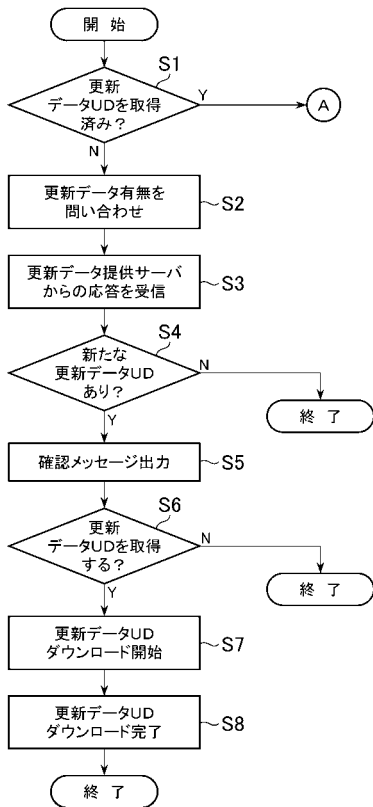 開 始
S1
更新
データUDを取得
済み？
Y
A
N
更新データ有無を
問い合わせ
S2
更新データ提供サーバ
からの応答を受信
S3
S4
新たな
更新データUD
あり？
N
終 了
Y
確認メッセージ出力
S5
S6
更新
データUDを取得
する？
N
終 了
Y
更新データUD
ダウンロード開始
S7
更新データUD
ダウンロード完了
S8
終 了